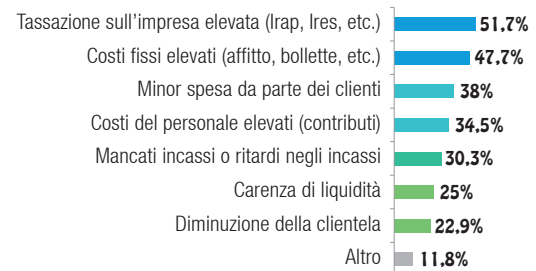 Tassazione sull'impresa elevata (Irap, Ires, etc.) 51,7%
Costi fissi elevati (affitto, bollette, etc.) 47,7%
Minor spesa da parte dei clienti 38%
Costi del personale elevati (contributi) 34,5%
Mancati incassi o ritardi negli incassi 30,3%
Carenza di liquidità 25%
Diminuzione della clientela 22,9%
Altro 11,8%